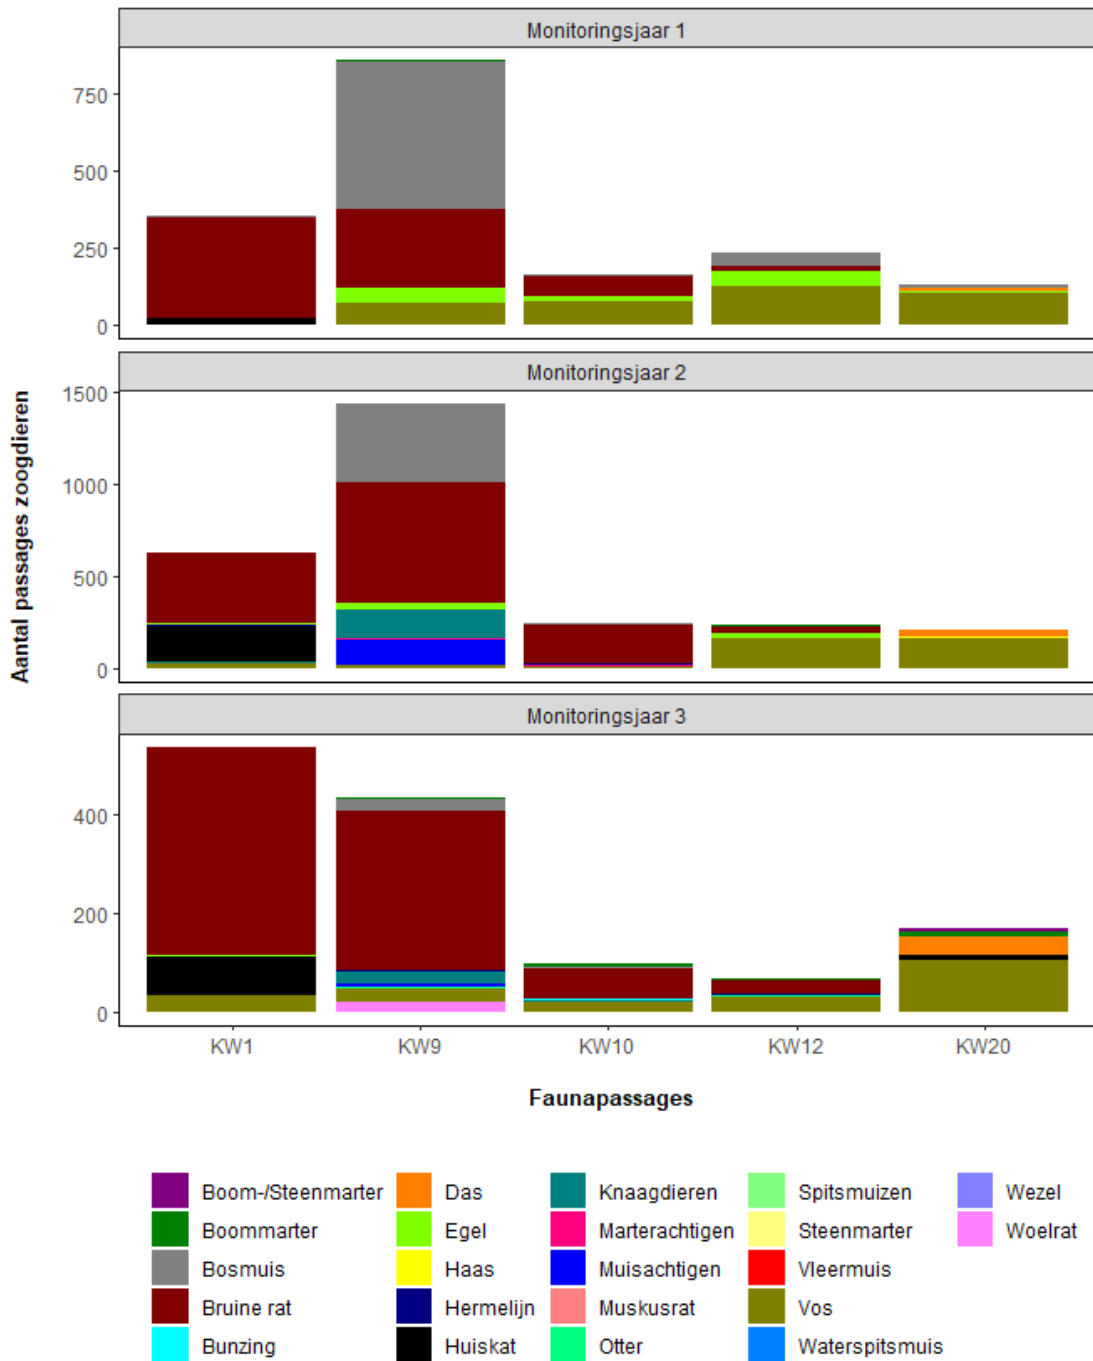 Monitoringsjaar 1
750
500
250
0
Monitoringsjaar 2
1500
1000
500
0
Monitoringsjaar 3
400
200
0
Aantal passages zoogdieren
KW1 KW9 KW10 KW12 KW20
Faunapassages
Boom-/Steenmarter Das Knaagdieren Spitsmuizen Wezel
Boommarter Egel Marterachtigen Steenmarter Woelrat
Bosmuis Haas Muisachtigen Vleermuis
Bruine rat Hermelijn Muskusrat Vos
Bunzing Huiskat Otter Waterspitsmuis